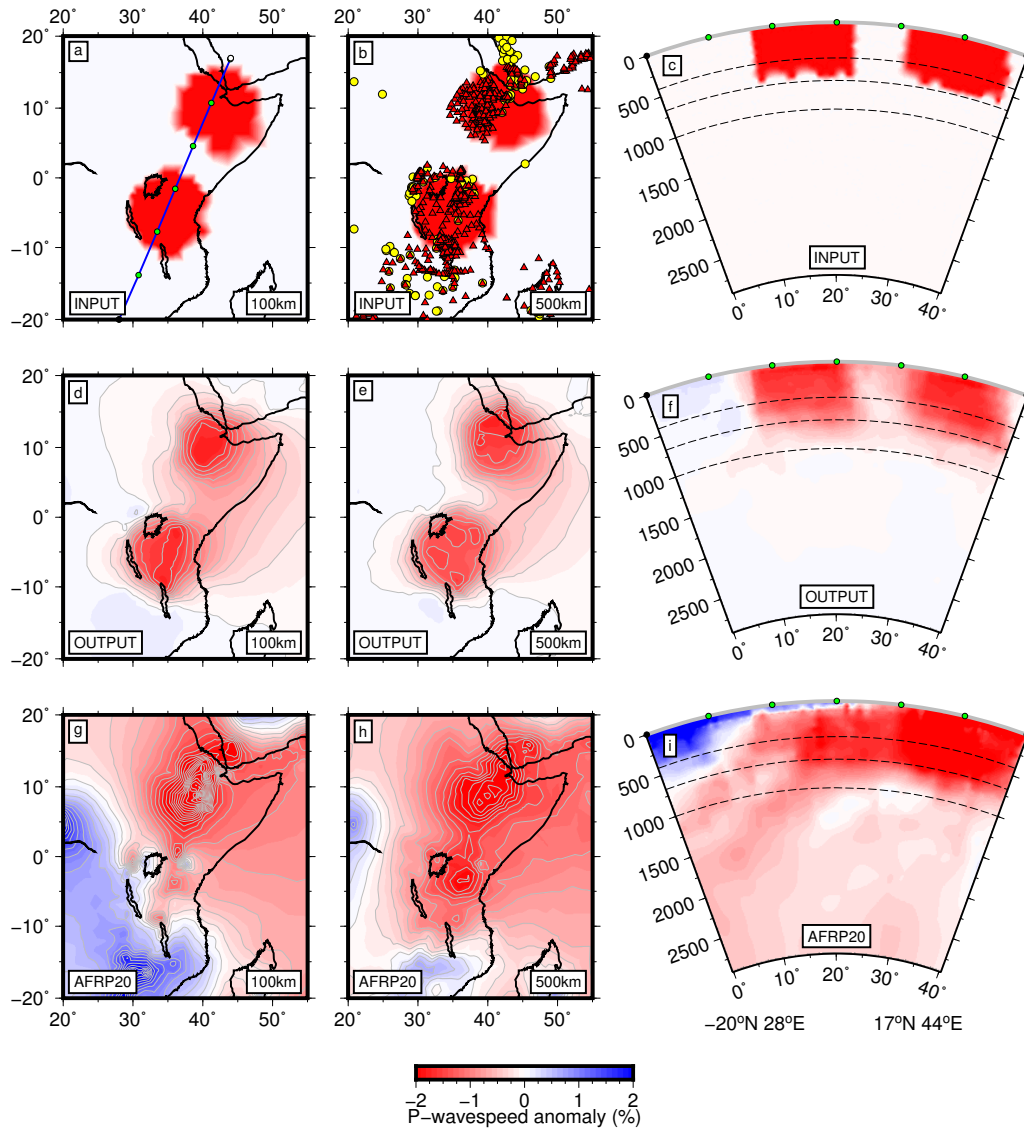 20° 30° 40° 50° 20° 30° 40° 50°
20° a b c
10°
0°
−10°
−20°
INPUT 100km
INPUT 500km
0
500
1000
1500
2000
2500
INPUT
0° 10° 20° 30° 40°
20° d e f
10°
0°
−10°
−20°
OUTPUT 100km
OUTPUT 500km
0
500
1000
1500
2000
2500
OUTPUT
0° 10° 20° 30° 40°
20° g h i
10°
0°
−10°
−20°
AFRP20 100km
AFRP20 500km
20° 30° 40° 50° 20° 30° 40° 50°
0
500
1000
1500
2000
2500
AFRP20
0° 10° 20° 30° 40°
−20°N 28°E 17°N 44°E
−2 −1 0 1 2
P−wavespeed anomaly (%)